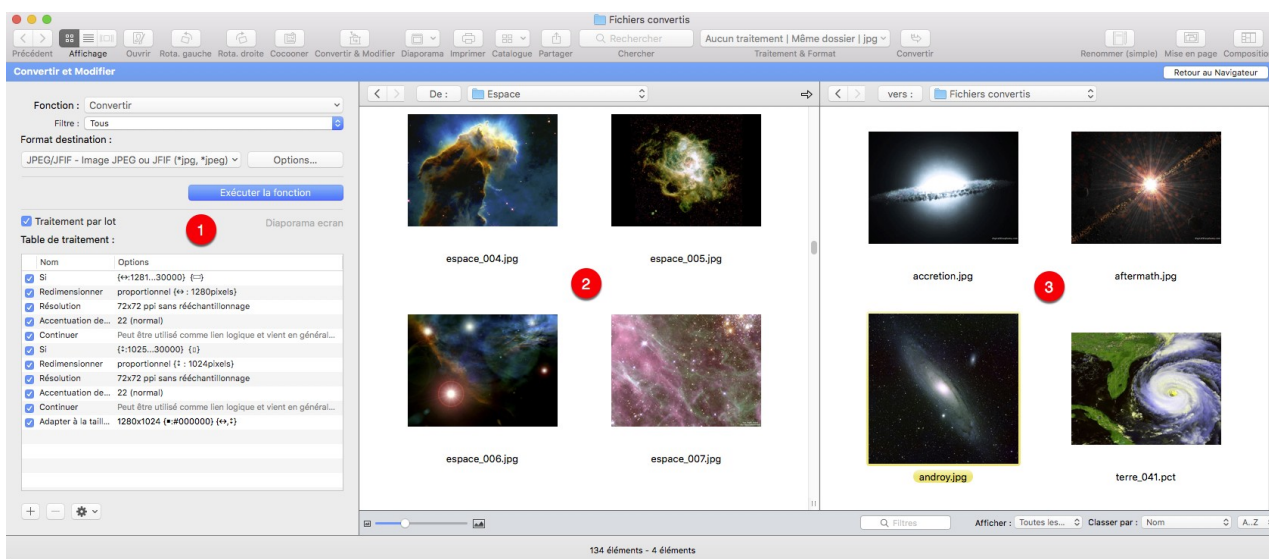 Fichiers convertis
Rechercher
Aucun traitement | Même dossier | jpg
Précédent Affichage Ouvrir Rota. gauche Rota. droite Cocooner Convertir & Modifier Diaporama Imprimer Catalogue Partager Chercher Traitement & Format Convertir Renommer (simple) Mise en page Compositio
Convertir et Modifier
Retour au Navigateur
Fonction : Convertir
Filtre : Tous
Format destination :
JPEG/JFIF - Image JPEG ou JFIF (*jpg, *jpeg) Options...
Exécuter la fonction
Traitement par lot Diaporama ecran
1
Table de traitement :
Nom Options
Si {↔:1281...30000} {▭}
Redimensionner proportionnel {↔ : 1280pixels}
Résolution 72x72 ppi sans rééchantillonnage
Accentuation de... 22 (normal)
Continuer Peut être utilisé comme lien logique et vient en général...
Si {↕:1025...30000} {▯}
Redimensionner proportionnel {↕ : 1024pixels}
Résolution 72x72 ppi sans rééchantillonnage
Accentuation de... 22 (normal)
Continuer Peut être utilisé comme lien logique et vient en général...
Adapter à la taill... 1280x1024 {▪:#000000} {↔,↕}
De : Espace
espace_004.jpg espace_005.jpg
2
espace_006.jpg espace_007.jpg
vers : Fichiers convertis
accretion.jpg aftermath.jpg
3
androy.jpg terre_041.pct
Filtres Afficher : Toutes les... Classer par : Nom A...Z
134 éléments - 4 éléments